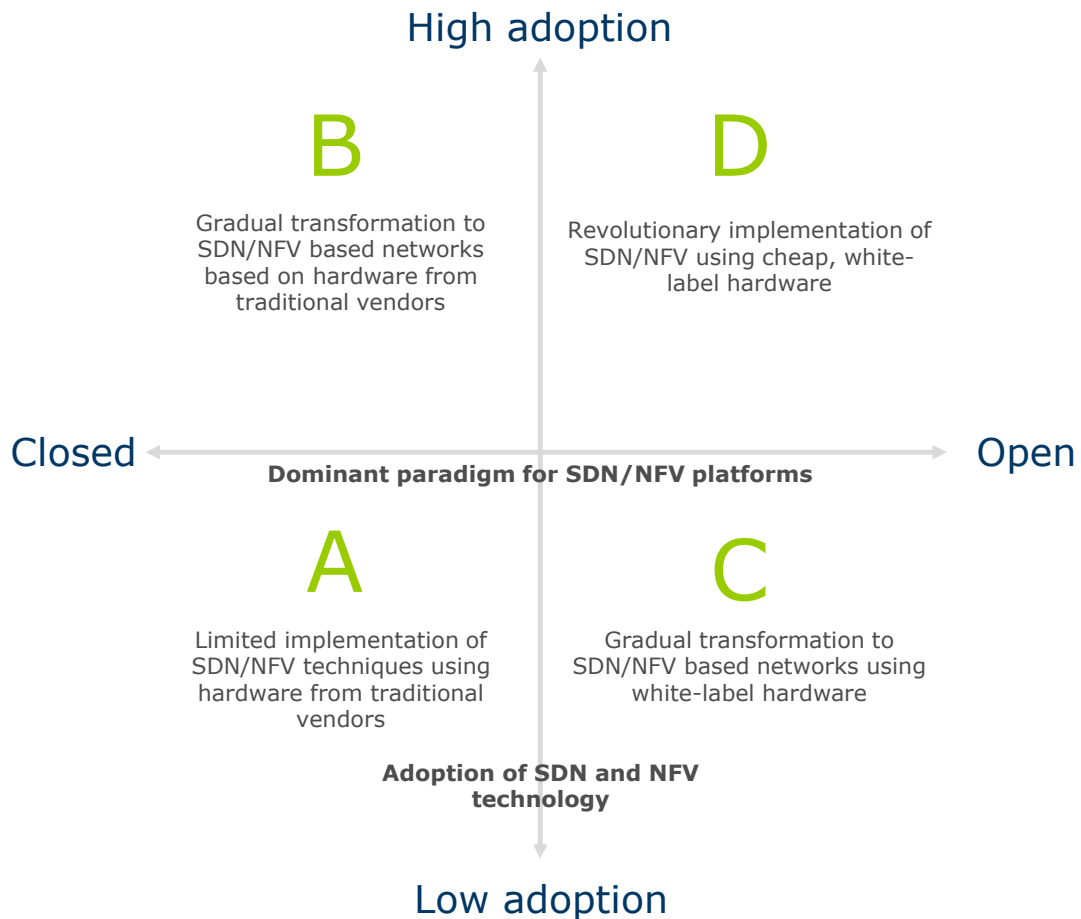 High adoption
B
Gradual transformation to
SDN/NFV based networks
based on hardware from
traditional vendors
D
Revolutionary implementation of
SDN/NFV using cheap, white-
label hardware
Closed
Open
Dominant paradigm for SDN/NFV platforms
A
Limited implementation of
SDN/NFV techniques using
hardware from traditional
vendors
C
Gradual transformation to
SDN/NFV based networks using
white-label hardware
Adoption of SDN and NFV
technology
Low adoption